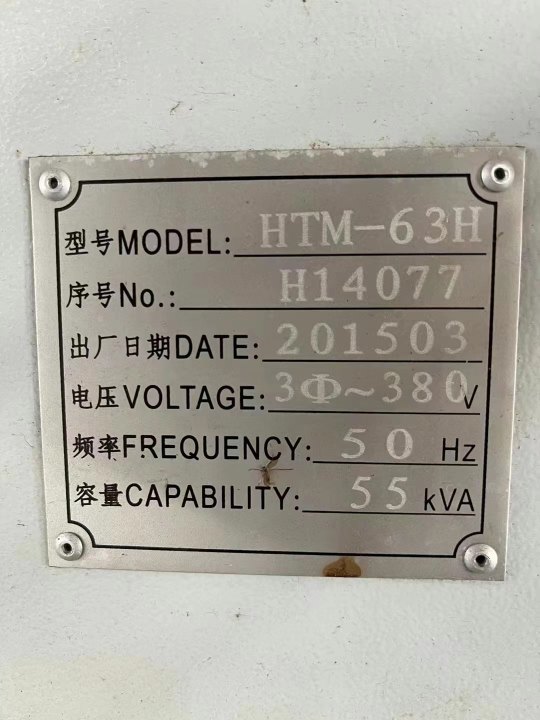 型号MODEL: HTM-63H
序号No.: H14077
出厂日期DATE: 201503
电压VOLTAGE: 3Φ~380V
频率FREQUENCY: 50 Hz
容量CAPABILITY: 55 kVA